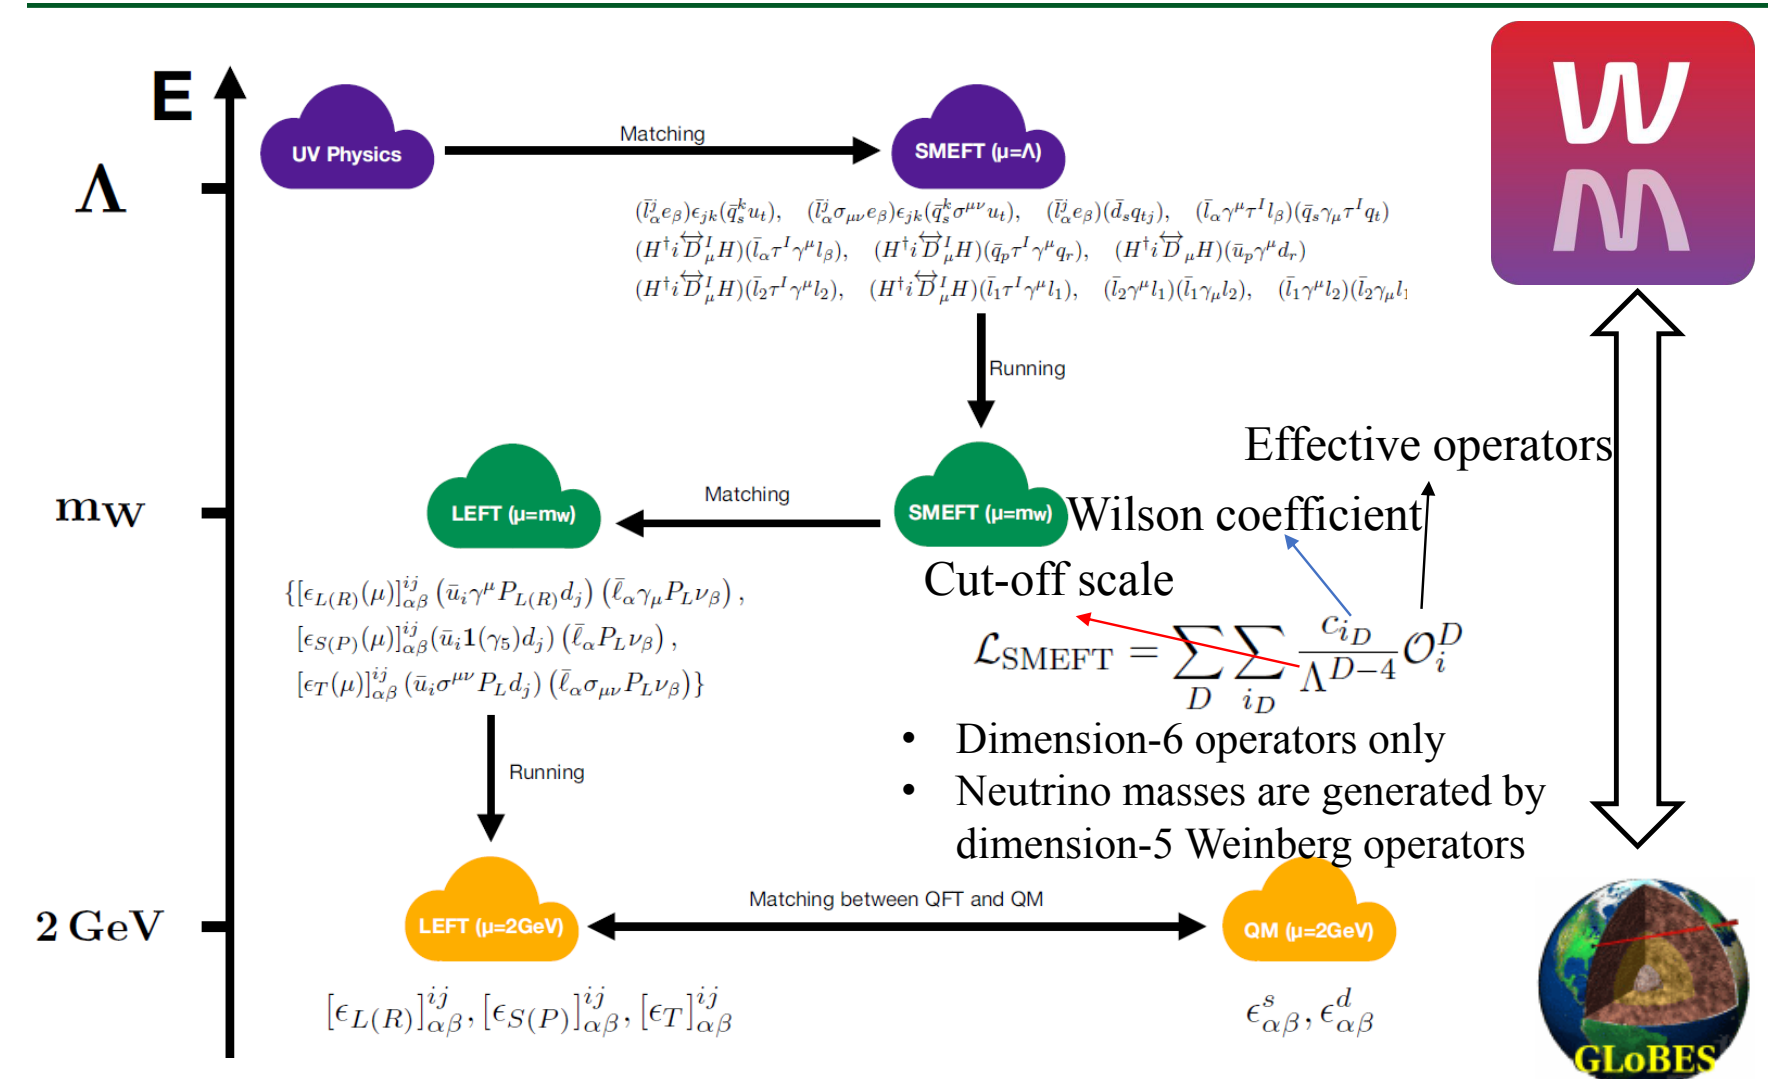 E
UV Physics
Matching
SMEFT (μ=Λ)
Λ
(l̄^j_α e_β)ϵ_jk(q̄^k_s u_t), (l̄^j_α σ_μν e_β)ϵ_jk(q̄^k_s σ^μν u_t), (l̄^j_α e_β)(d̄_s q_tj), (l̄_α γ^μ τ^I l_β)(q̄_s γ_μ τ^I q_t)
(H^† i D↔^I_μ H)(l̄_α τ^I γ^μ l_β), (H^† i D↔^I_μ H)(q̄_p τ^I γ^μ q_r), (H^† i D↔_μ H)(ū_p γ^μ d_r)
(H^† i D↔^I_μ H)(l̄_2 τ^I γ^μ l_2), (H^† i D↔^I_μ H)(l̄_1 τ^I γ^μ l_1), (l̄_2 γ^μ l_1)(l̄_1 γ_μ l_2), (l̄_1 γ^μ l_2)(l̄_2 γ_μ l_1
Running
Effective operators
m_W
LEFT (μ=m_W)
Matching
SMEFT (μ=m_W)
Wilson coefficient
Cut-off scale
{[ϵ_L(R)(μ)]^ij_αβ (ū_i γ^μ P_L(R) d_j) (ℓ̄_α γ_μ P_L ν_β),
[ϵ_S(P)(μ)]^ij_αβ (ū_i 1(γ_5) d_j) (ℓ̄_α P_L ν_β),
[ϵ_T(μ)]^ij_αβ (ū_i σ^μν P_L d_j) (ℓ̄_α σ_μν P_L ν_β)}
ℒ_SMEFT = ∑_D ∑_i_D c_i_D / Λ^D−4 𝒪^D_i
• Dimension-6 operators only
• Neutrino masses are generated by
dimension-5 Weinberg operators
Running
2 GeV
LEFT (μ=2GeV)
Matching between QFT and QM
QM (μ=2GeV)
[ϵ_L(R)]^ij_αβ, [ϵ_S(P)]^ij_αβ, [ϵ_T]^ij_αβ
ϵ^s_αβ, ϵ^d_αβ
GLoBES